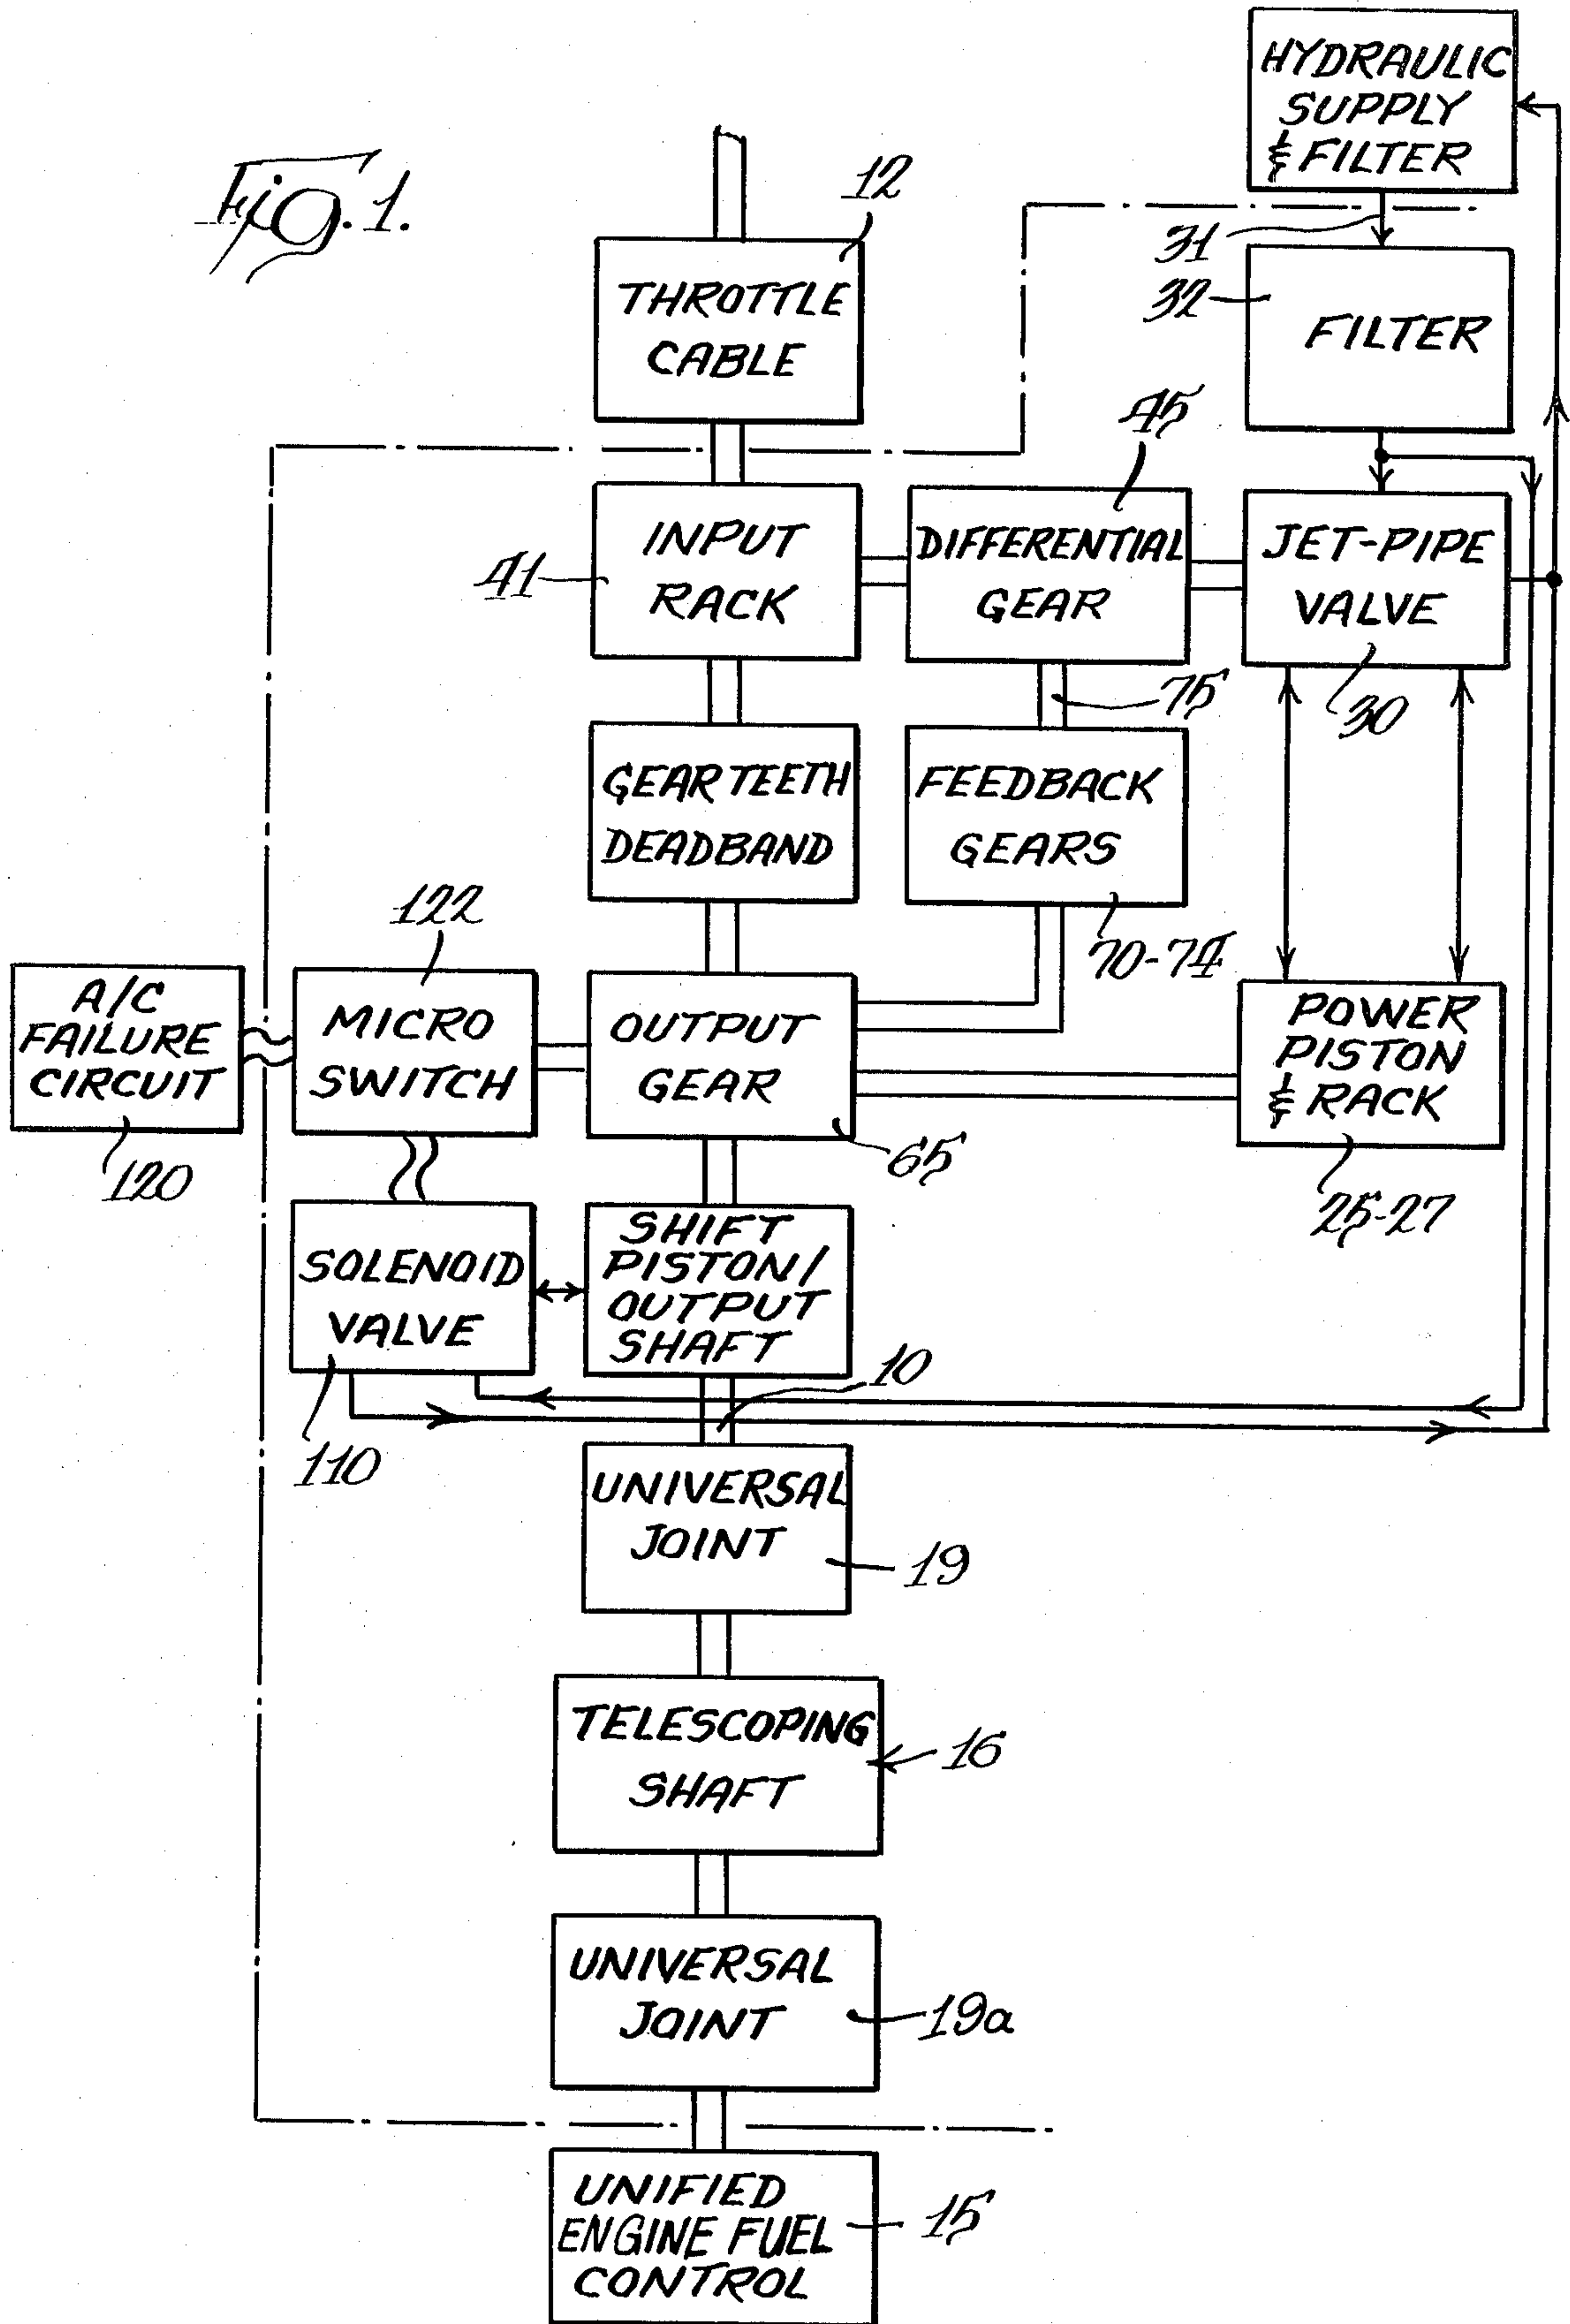 Fig. 1.
HYDRAULIC
SUPPLY
& FILTER
12
THROTTLE
CABLE
31
32
FILTER
45
INPUT
RACK
41
DIFFERENTIAL
GEAR
JET-PIPE
VALVE
30
75
GEAR TEETH
DEADBAND
FEEDBACK
GEARS
70-74
122
A/C
FAILURE
CIRCUIT
120
MICRO
SWITCH
OUTPUT
GEAR
65
POWER
PISTON
& RACK
25-27
SOLENOID
VALVE
110
SHIFT
PISTON/
OUTPUT
SHAFT
10
UNIVERSAL
JOINT
19
TELESCOPING
SHAFT
16
UNIVERSAL
JOINT
19a
UNIFIED
ENGINE FUEL
CONTROL
15